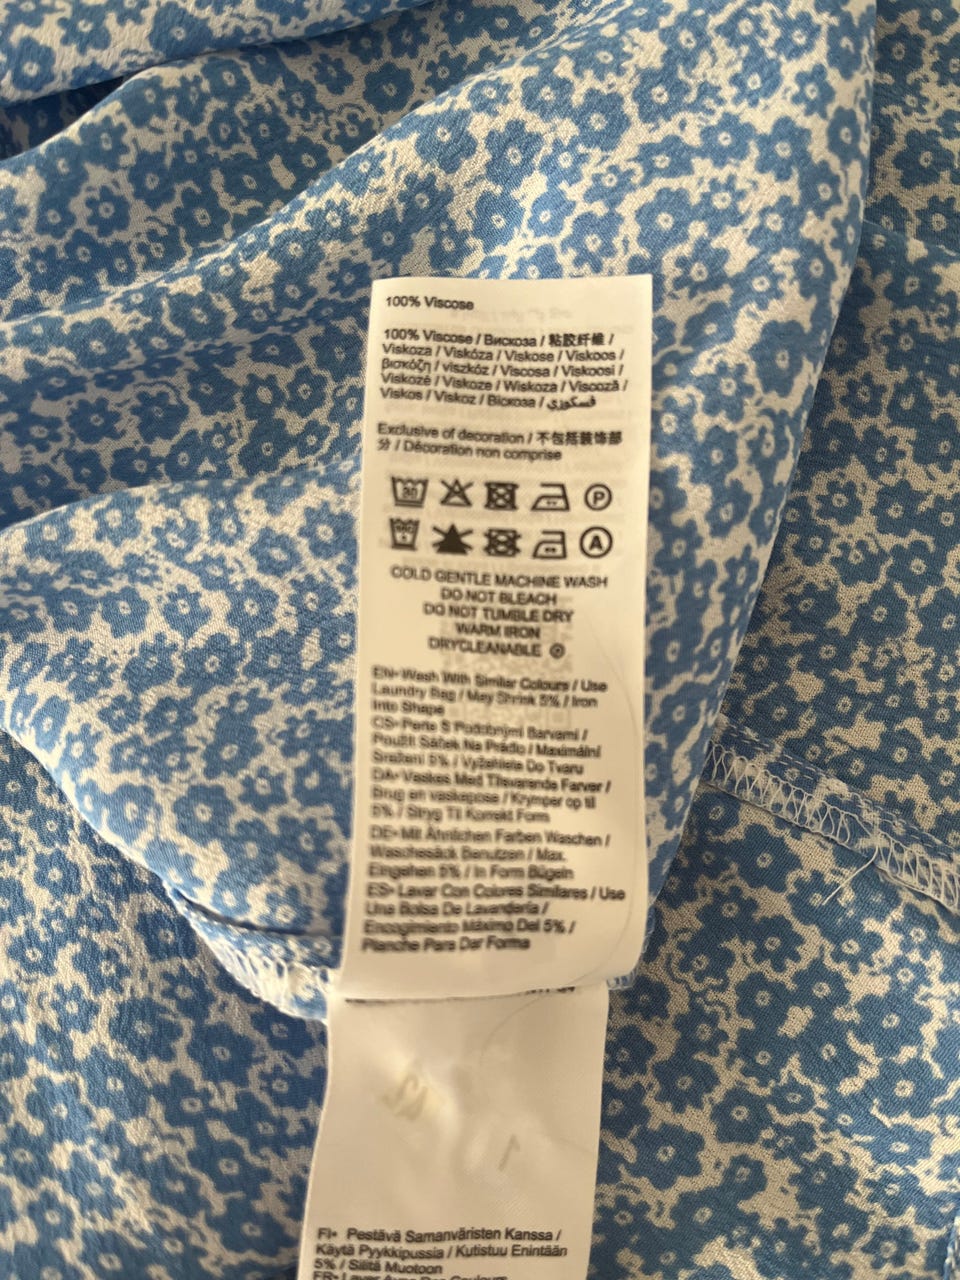 100% Viscose
100% Viscose / Вискоза / 粘胶纤维 /
Viskoza / Viskóza / Viskose / Viskoos /
βισκόζη / viszkóz / Viscosa / Viskoosi /
Viskozė / Viskoze / Wiskoza / Viscoză /
Viskos / Viskoz / Віскоза / فسكوزي
Exclusive of decoration / 不包括装饰部
分 / Décoration non comprise
30 P
A
COLD GENTLE MACHINE WASH
DO NOT BLEACH
DO NOT TUMBLE DRY
WARM IRON
DRYCLEANABLE
EN• Wash With Similar Colours / Use
Laundry Bag / May Shrink 5% / Iron
Into Shape
CS• Perte S Podobnými Barvami /
Použití Sáček Na Prádlo / Maximální
Sražení 5% / Vyžehlete Do Tvaru
DA• Vaskes Med Tilsvarende Farver /
Brug en vaskepose / Krymper op til
5% / Stryg Til Korrekt Form
DE• Mit Ähnlichen Farben Waschen /
Waschesäck Benutzen / Max.
Eingehen 5% / In Form Bügeln
ES• Lavar Con Colores Similares / Use
Una Bolsa De Lavandería /
Encogimiento Máximo Del 5% /
Planche Para Dar Forma
FI• Pestävä Samanväristen Kanssa /
Käytä Pyykkipussia / Kutistuu Enintään
5% / Silitä Muotoon
FR• Laver Avec Des Couleurs